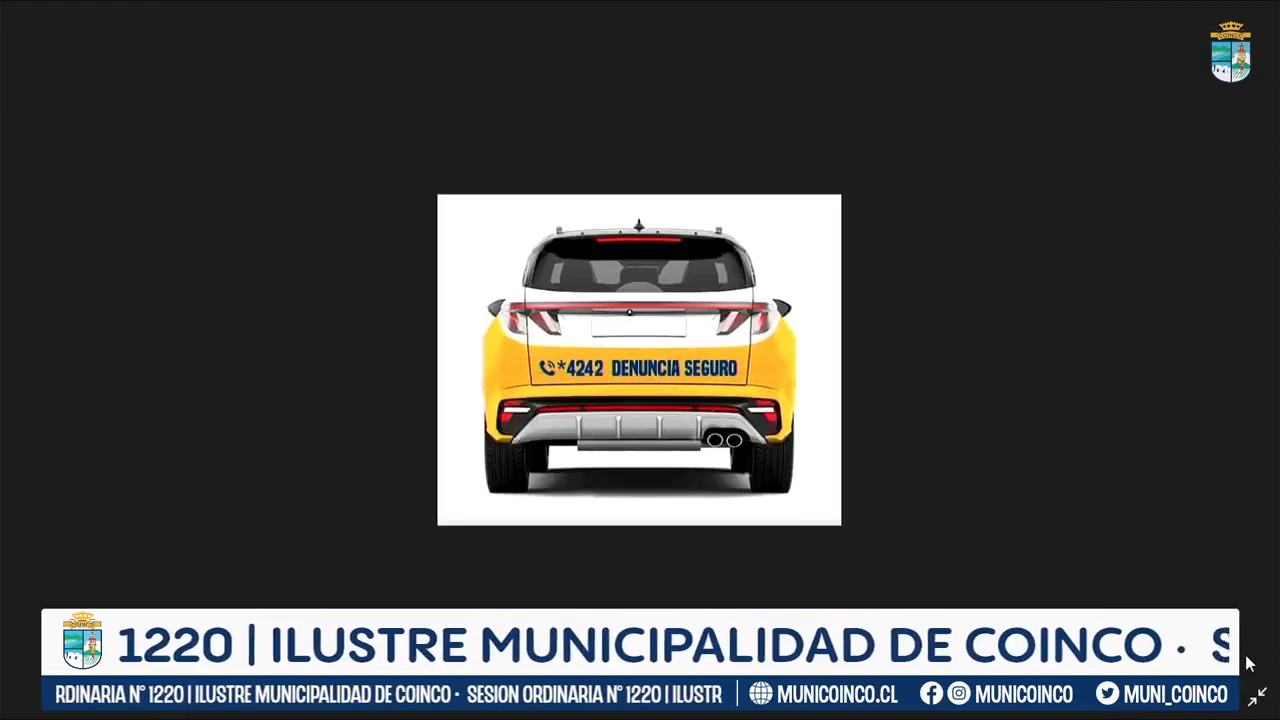 COINCO
*4242 DENUNCIA SEGURO
1220 | ILUSTRE MUNICIPALIDAD DE COINCO · S
RDINARIA N° 1220 | ILUSTRE MUNICIPALIDAD DE COINCO · SESION ORDINARIA N° 1220 | ILUSTR
MUNICOINCO.CL
MUNICOINCO
MUNI_COINCO